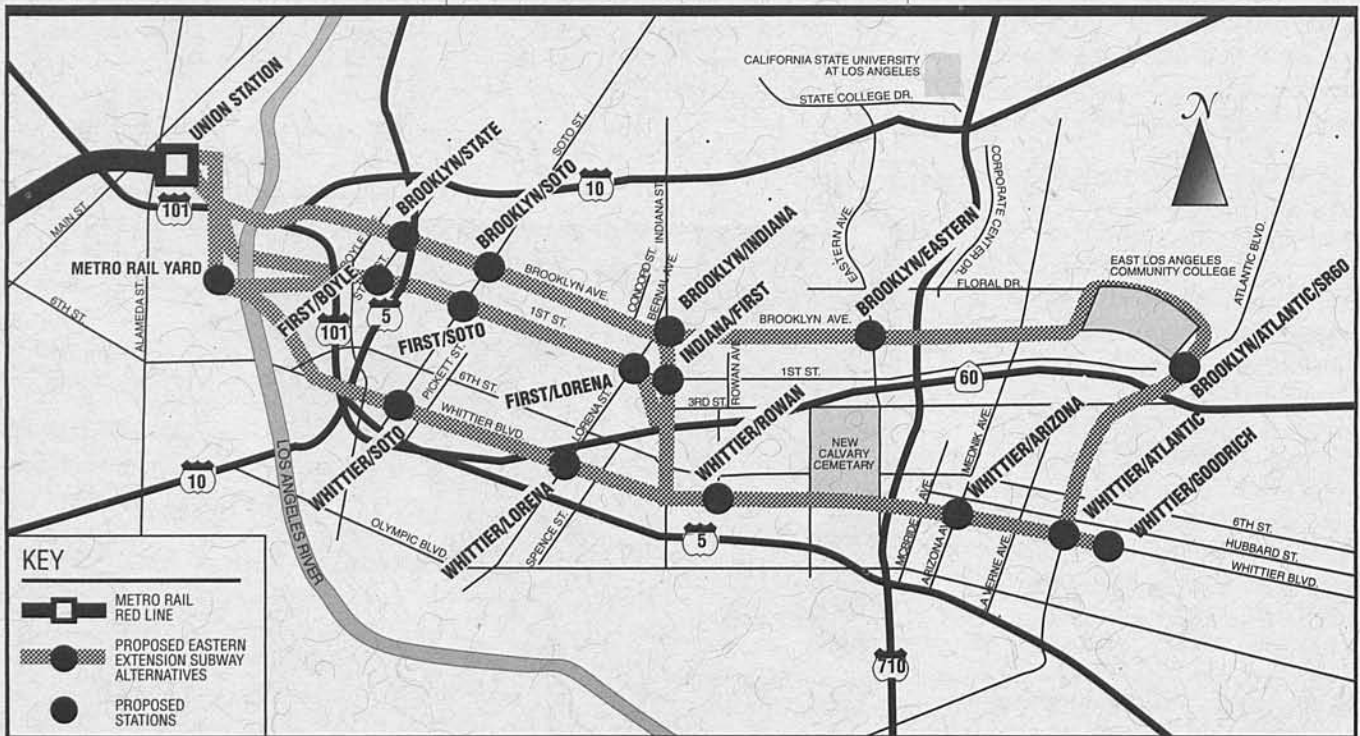 CALIFORNIA STATE UNIVERSITY
AT LOS ANGELES
STATE COLLEGE DR.
N
UNION STATION
SOTO ST.
BROOKLYN/STATE
BROOKLYN/SOTO
10
101
MAIN ST.
INDIANA ST.
CORPORATE CENTER DR
EASTERN AVE.
BROOKLYN/EASTERN
ATLANTIC BLVD.
BROOKLYN/INDIANA
CONCORD ST.
BERNAL AVE.
EAST LOS ANGELES
COMMUNITY COLLEGE
FLORAL DR.
METRO RAIL YARD
ALAMEDA ST.
6TH ST.
BOYLE
FIRST/BOYLE
5
101
BROOKLYN AVE.
1ST ST.
BROOKLYN AVE.
INDIANA/FIRST
BROOKLYN/ATLANTIC/SR60
FIRST/SOTO
PICKETT ST.
6TH ST.
FIRST/LORENA
LORENA ST.
1ST ST.
ROWAN AVE
3RD ST.
60
WHITTIER/ROWAN
WHITTIER BLVD.
WHITTIER/SOTO
NEW
CALVARY
CEMETARY
MEDNIK AVE.
WHITTIER/ARIZONA
WHITTIER/ATLANTIC
WHITTIER/GOODRICH
10
LOS ANGELES RIVER
OLYMPIC BLVD.
WHITTIER/LORENA
SPENCE ST.
5
MCBRIDE AVE
ARIZONA AV
A VERNE AVE.
6TH ST.
HUBBARD ST.
WHITTIER BLVD.
710
KEY
METRO RAIL
RED LINE
PROPOSED EASTERN
EXTENSION SUBWAY
ALTERNATIVES
PROPOSED
STATIONS